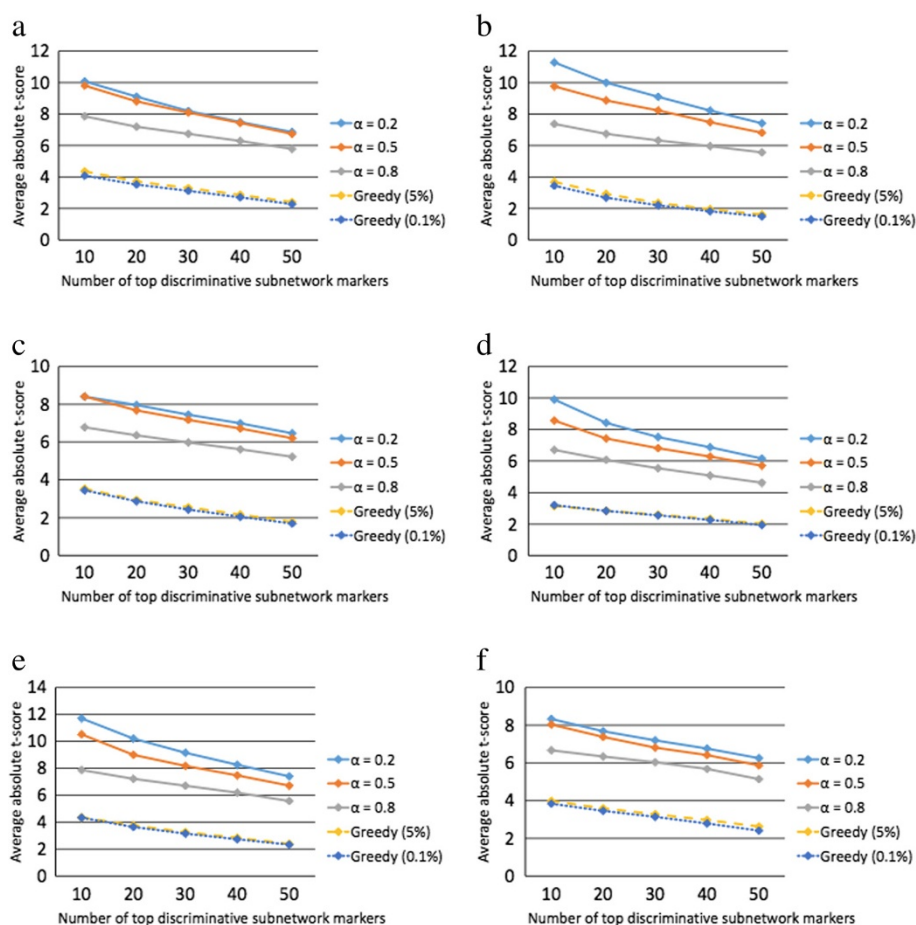 a
12
10
8
6
4
2
0
Average absolute t-score
10 20 30 40 50
Number of top discriminative subnetwork markers
α = 0.2
α = 0.5
α = 0.8
Greedy (5%)
Greedy (0.1%)
b
12
10
8
6
4
2
0
Average absolute t-score
10 20 30 40 50
Number of top discriminative subnetwork markers
α = 0.2
α = 0.5
α = 0.8
Greedy (5%)
Greedy (0.1%)
c
10
8
6
4
2
0
Average absolute t-score
10 20 30 40 50
Number of top discriminative subnetwork markers
α = 0.2
α = 0.5
α = 0.8
Greedy (5%)
Greedy (0.1%)
d
12
10
8
6
4
2
0
Average absolute t-score
10 20 30 40 50
Number of top discriminative subnetwork markers
α = 0.2
α = 0.5
α = 0.8
Greedy (5%)
Greedy (0.1%)
e
14
12
10
8
6
4
2
0
Average absolute t-score
10 20 30 40 50
Number of top discriminative subnetwork markers
α = 0.2
α = 0.5
α = 0.8
Greedy (5%)
Greedy (0.1%)
f
10
8
6
4
2
0
Average absolute t-score
10 20 30 40 50
Number of top discriminative subnetwork markers
α = 0.2
α = 0.5
α = 0.8
Greedy (5%)
Greedy (0.1%)